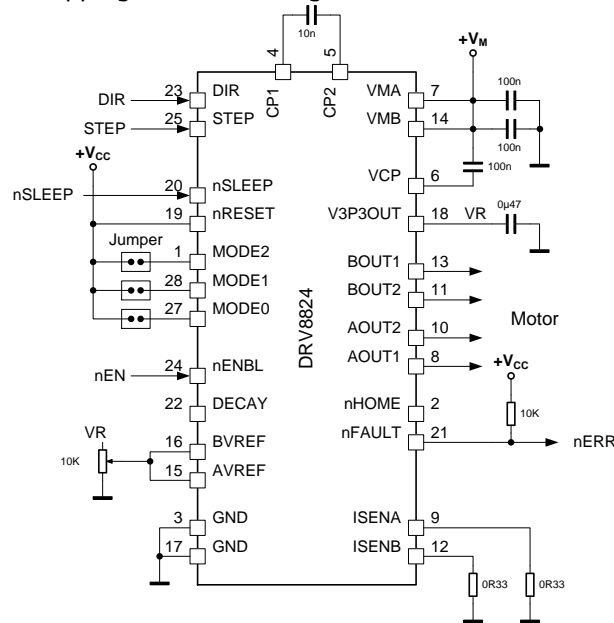 4
10n
5
+VM
CP1
CP2
DIR
23
DIR
VMA
7
100n
STEP
25
STEP
VMB
14
100n
+VCC
100n
nSLEEP
20
nSLEEP
VCP
6
19
nRESET
V3P3OUT
18
VR
0µ47
Jumper
1
MODE2
BOUT1
13
28
MODE1
BOUT2
11
27
MODE0
DRV8824
AOUT2
10
Motor
AOUT1
8
nEN
24
nENBL
+VCC
22
DECAY
nHOME
2
10K
VR
16
BVREF
nFAULT
21
nERR
10K
15
AVREF
3
GND
ISENA
9
17
GND
ISENB
12
0R33
0R33